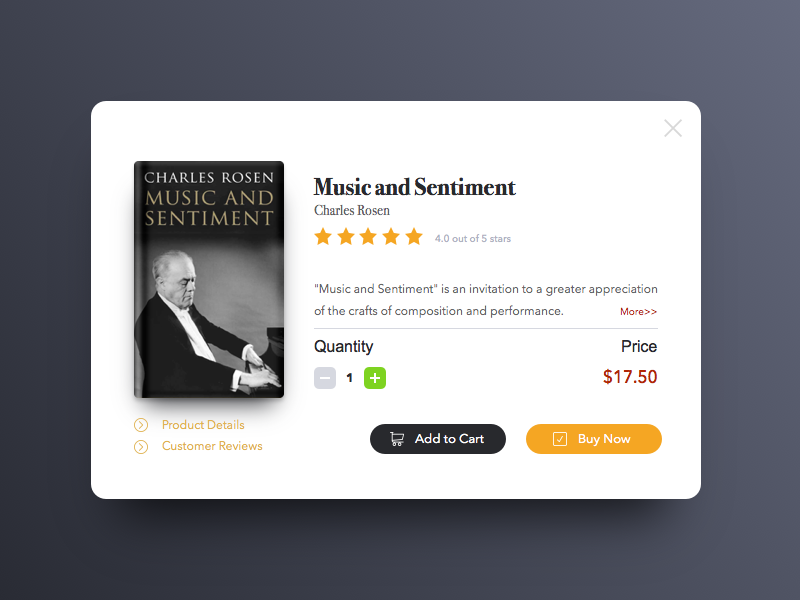 CHARLES ROSEN
MUSIC AND
SENTIMENT
Music and Sentiment
Charles Rosen
4.0 out of 5 stars
"Music and Sentiment" is an invitation to a greater appreciation
of the crafts of composition and performance.
More>>
Quantity
Price
1
$17.50
Product Details
Customer Reviews
Add to Cart
Buy Now